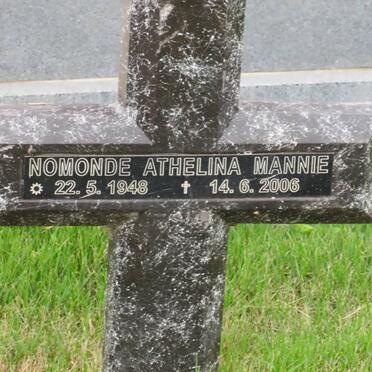 NOMONDE ATHELINA MANNIE
✡ 22. 5. 1948 ✝ 14. 6. 2006